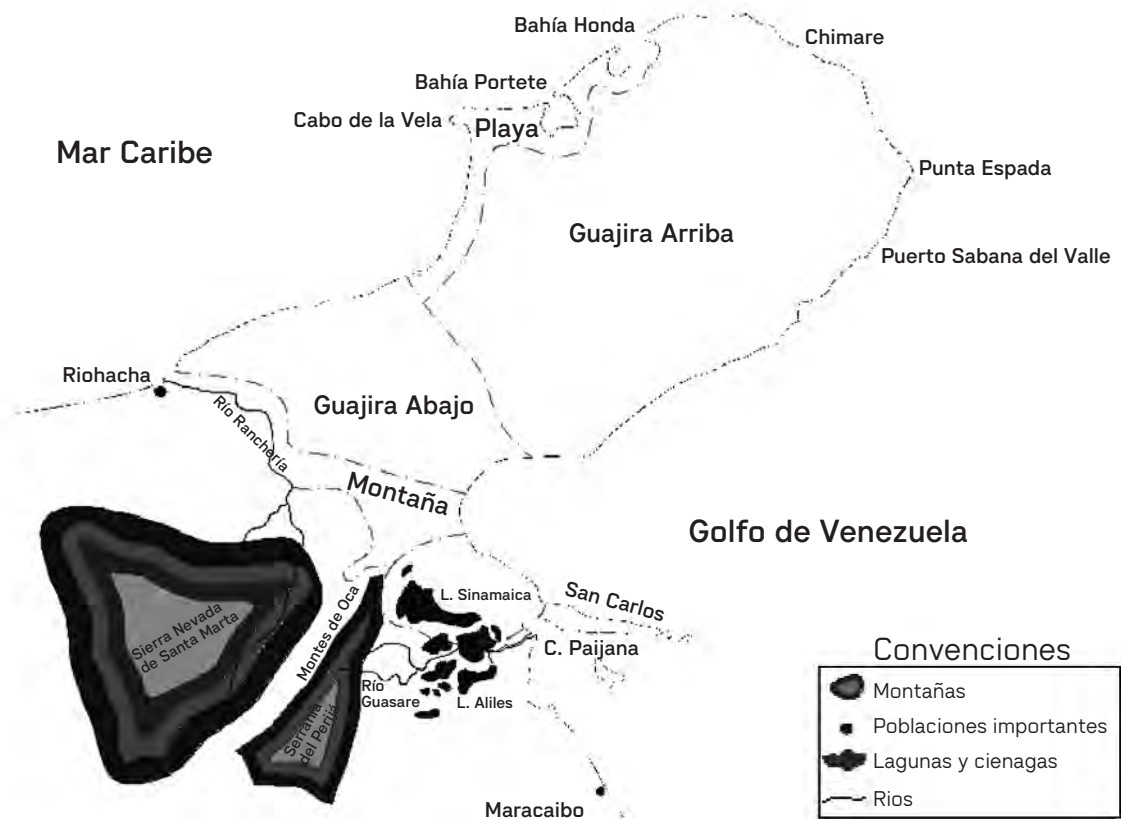 Bahía Honda
Chimare
Bahía Portete
Cabo de la Vela
Playa
Mar Caribe
Punta Espada
Guajira Arriba
Puerto Sabana del Valle
Riohacha
Guajira Abajo
Río Ranchería
Montaña
Golfo de Venezuela
L. Sinamaica
San Carlos
Sierra Nevada
de Santa Marta
Montes de Oca
C. Paijana
Río
Guasare
L. Aliles
Serranía
del Perijá
Maracaibo
Convenciones
Montañas
Poblaciones importantes
Lagunas y cienagas
Rios